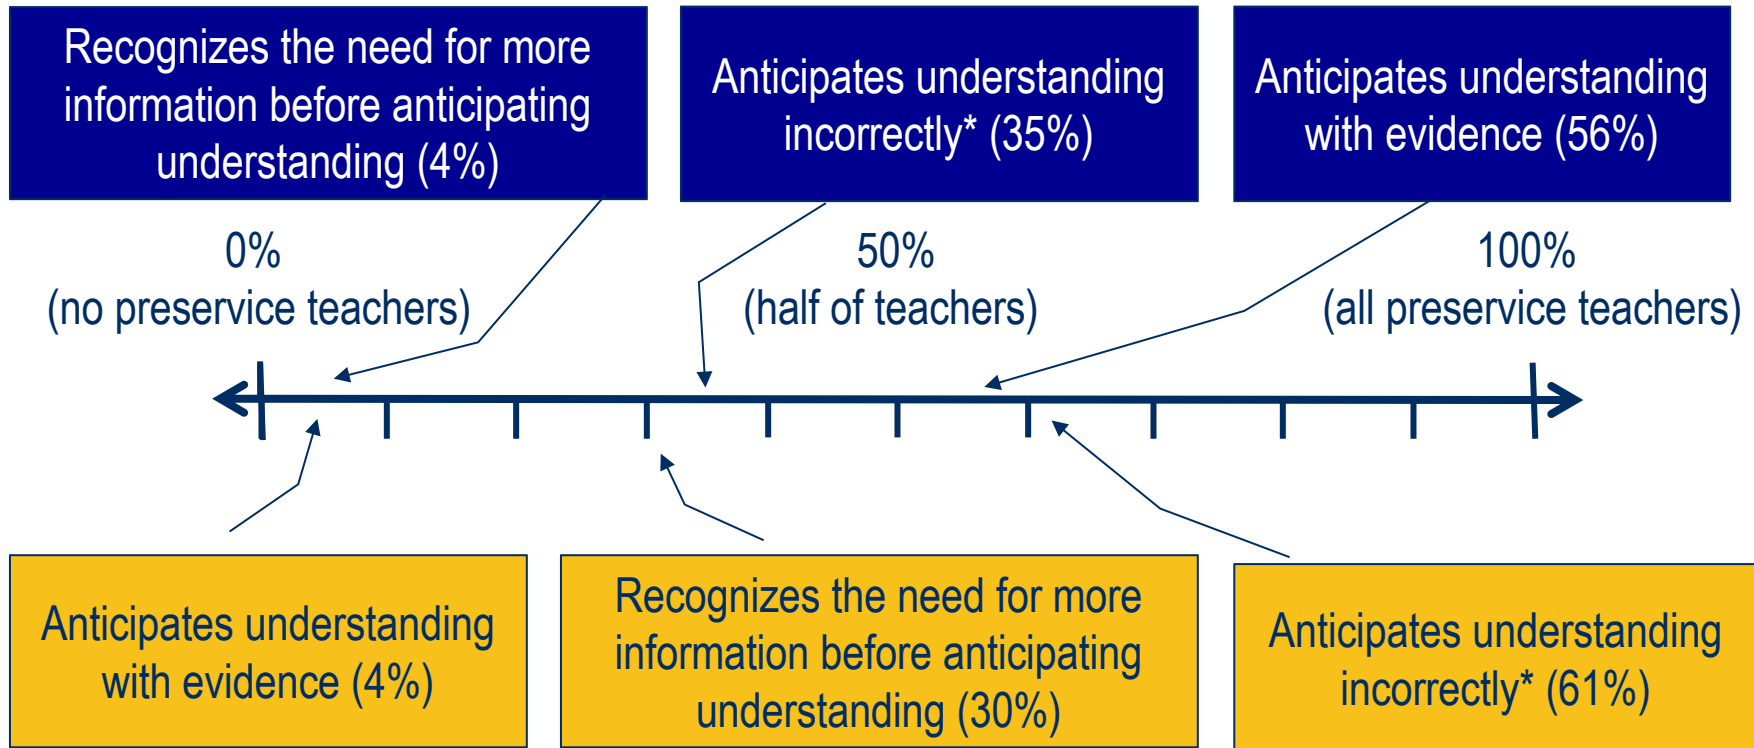 Recognizes the need for more
information before anticipating
understanding (4%)
Anticipates understanding
incorrectly* (35%)
Anticipates understanding
with evidence (56%)
0%
(no preservice teachers)
50%
(half of teachers)
100%
(all preservice teachers)
Anticipates understanding
with evidence (4%)
Recognizes the need for more
information before anticipating
understanding (30%)
Anticipates understanding
incorrectly* (61%)